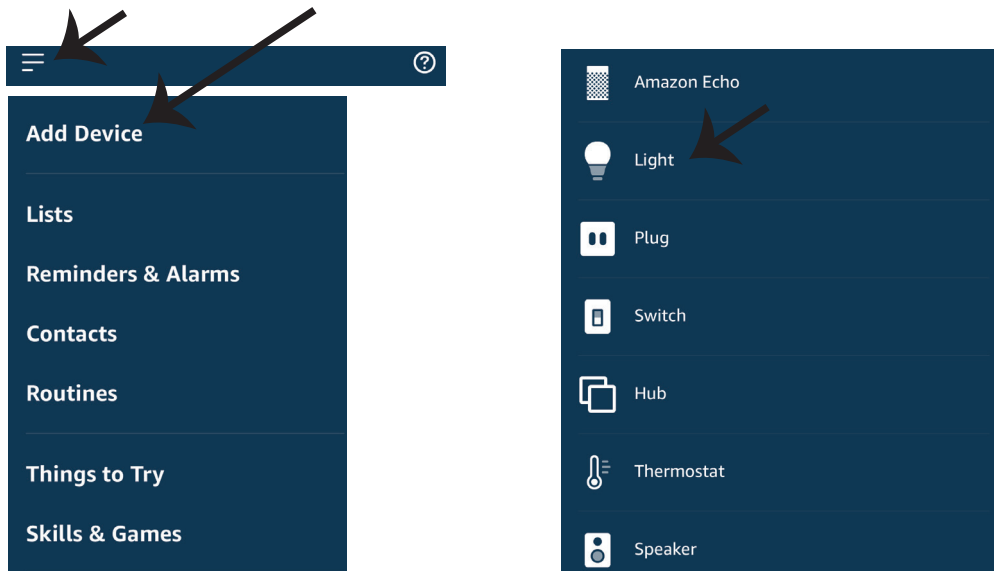 ?
Add Device
Lists
Reminders & Alarms
Contacts
Routines
Things to Try
Skills & Games
Amazon Echo
Light
Plug
Switch
Hub
Thermostat
Speaker